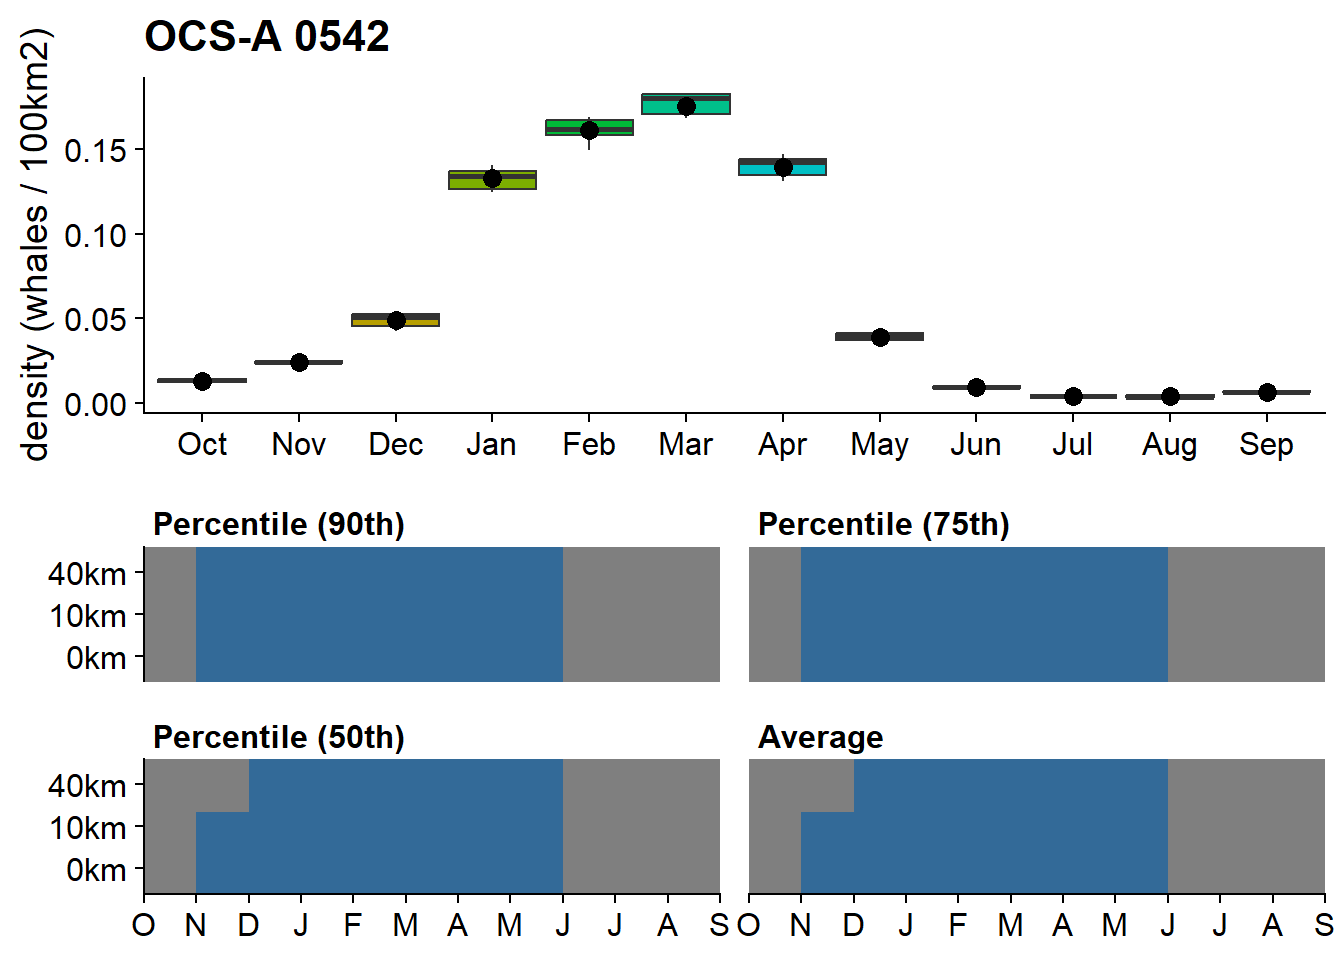 OCS-A 0542
density (whales / 100km2)
0.15
0.10
0.05
0.00
Oct Nov Dec Jan Feb Mar Apr May Jun Jul Aug Sep
Percentile (90th) Percentile (75th)
40km
10km
0km
Percentile (50th) Average
40km
10km
0km
O N D J F M A M J J A S O N D J F M A M J J A S